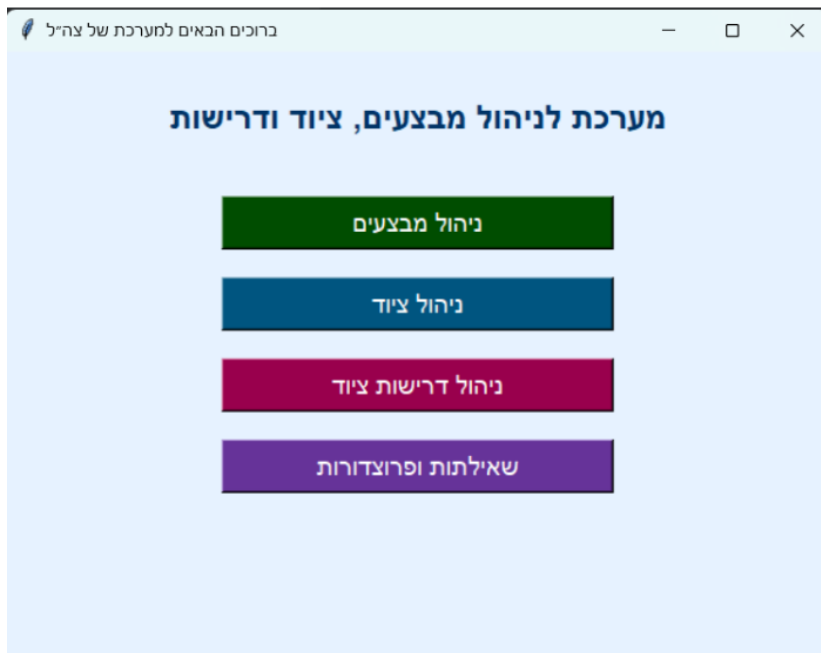 ברוכים הבאים למערכת של צה״ל
מערכת לניהול מבצעים, ציוד ודרישות
ניהול מבצעים
ניהול ציוד
ניהול דרישות ציוד
שאילתות ופרוצדורות